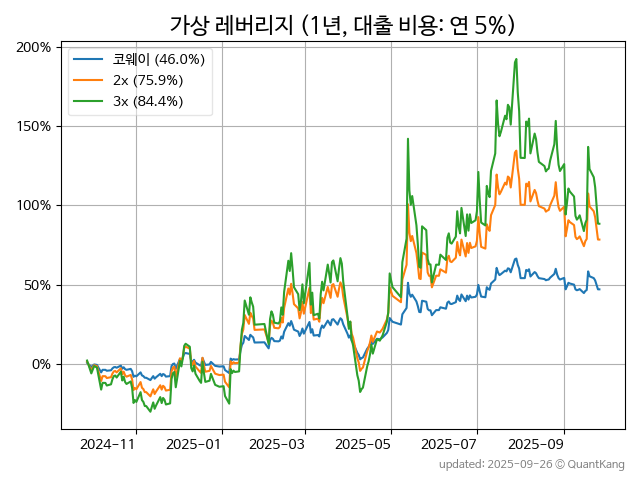 가상 레버리지 (1년, 대출 비용: 연 5%)
200%
150%
100%
50%
0%
코웨이 (46.0%)
2x (75.9%)
3x (84.4%)
2024-11
2025-01
2025-03
2025-05
2025-07
2025-09
updated: 2025-09-26 © QuantKang